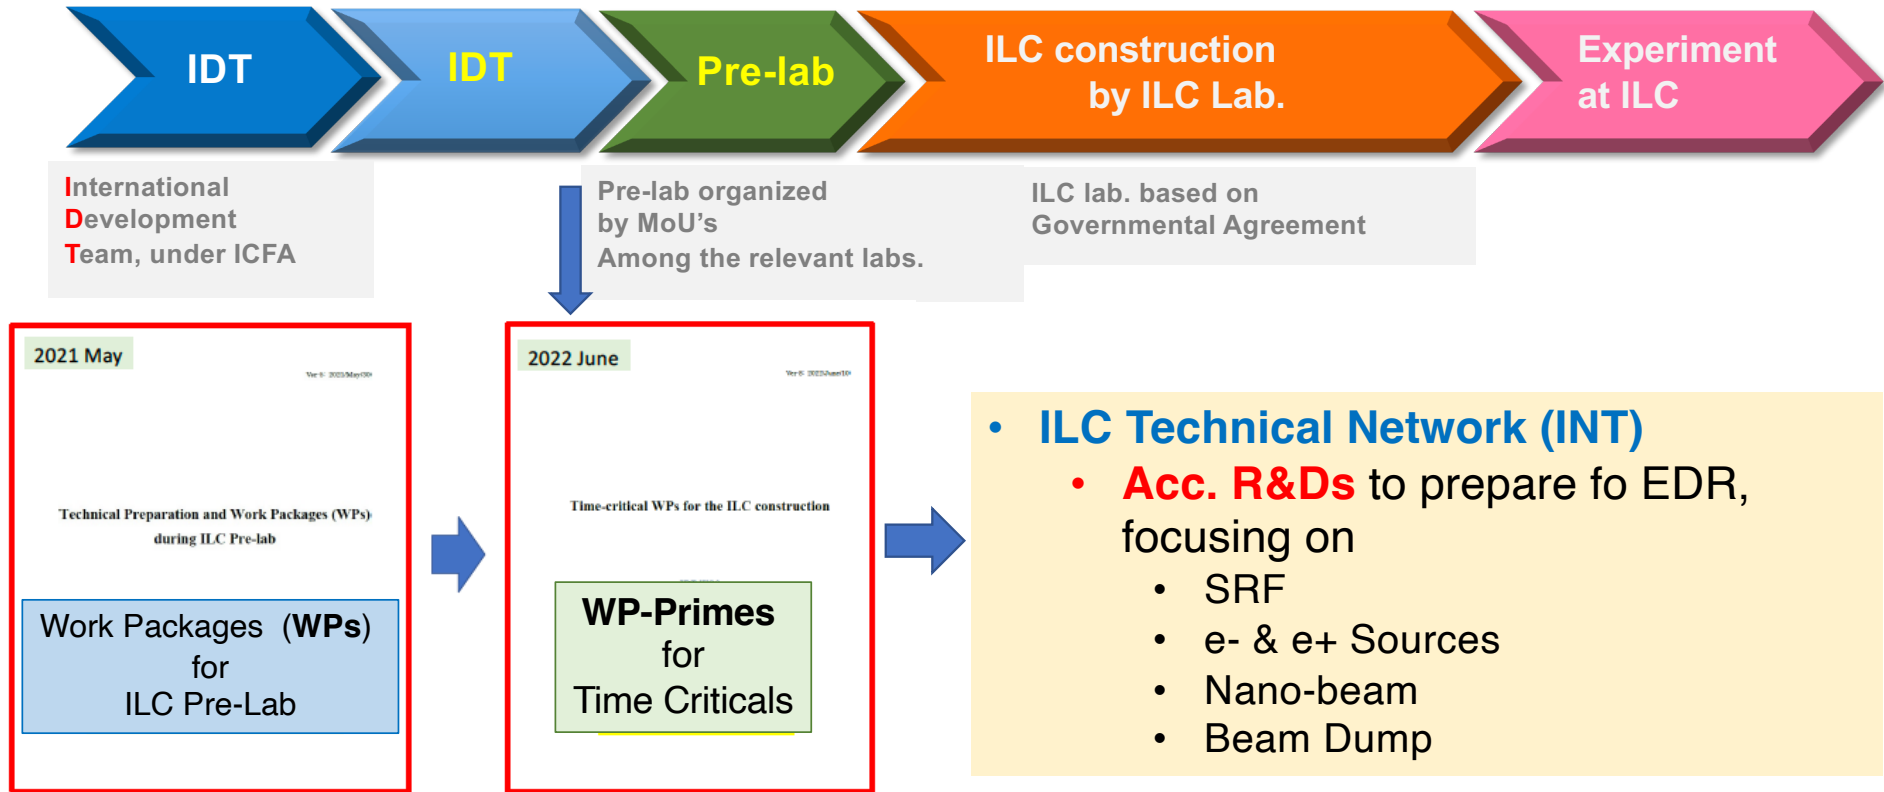 IDT
IDT
Pre-lab
ILC construction
by ILC Lab.
Experiment
at ILC
International
Development
Team, under ICFA
Pre-lab organized
by MoU's
Among the relevant labs.
ILC lab. based on
Governmental Agreement
2021 May
Technical Preparation and Work Packages (WPs)
during ILC Pre-lab
Work Packages (WPs)
for
ILC Pre-Lab
2022 June
Time-critical WPs for the ILC construction
WP-Primes
for
Time Criticals
• ILC Technical Network (INT)
• Acc. R&Ds to prepare fo EDR,
focusing on
• SRF
• e- & e+ Sources
• Nano-beam
• Beam Dump